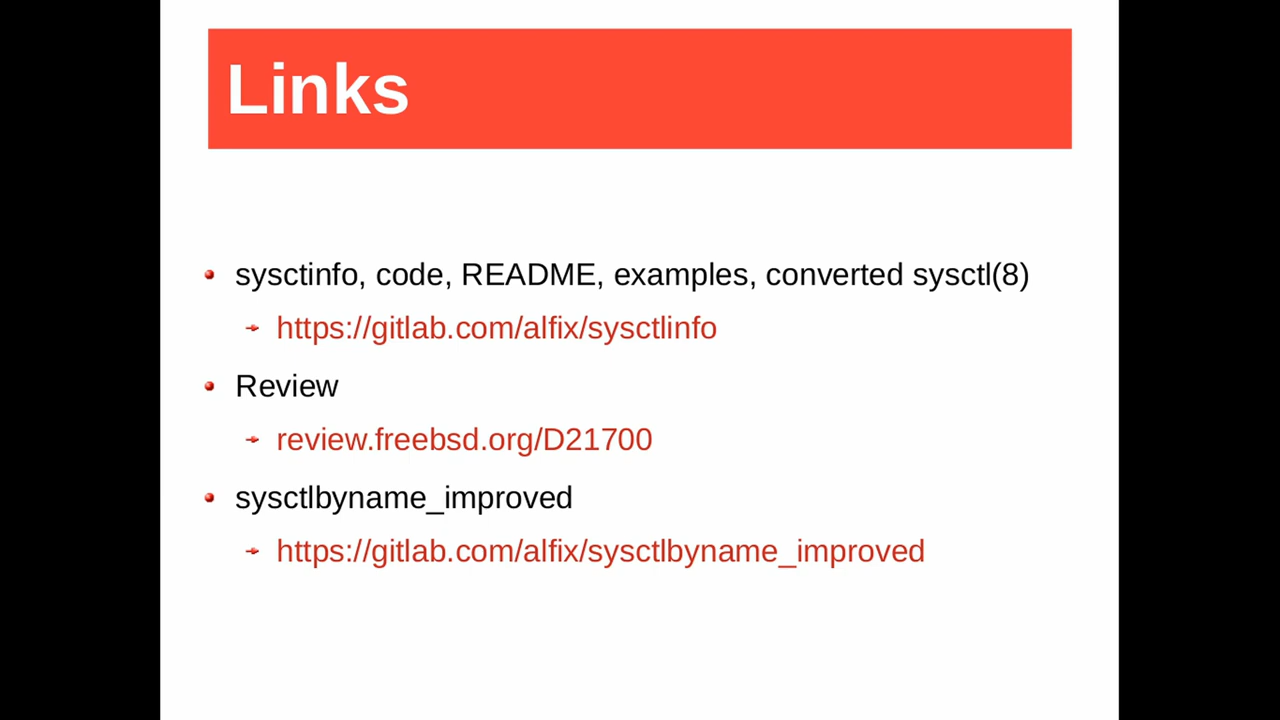 Links
sysctinfo, code, README, examples, converted sysctl(8)
https://gitlab.com/alfix/sysctlinfo
Review
review.freebsd.org/D21700
sysctlbyname_improved
https://gitlab.com/alfix/sysctlbyname_improved